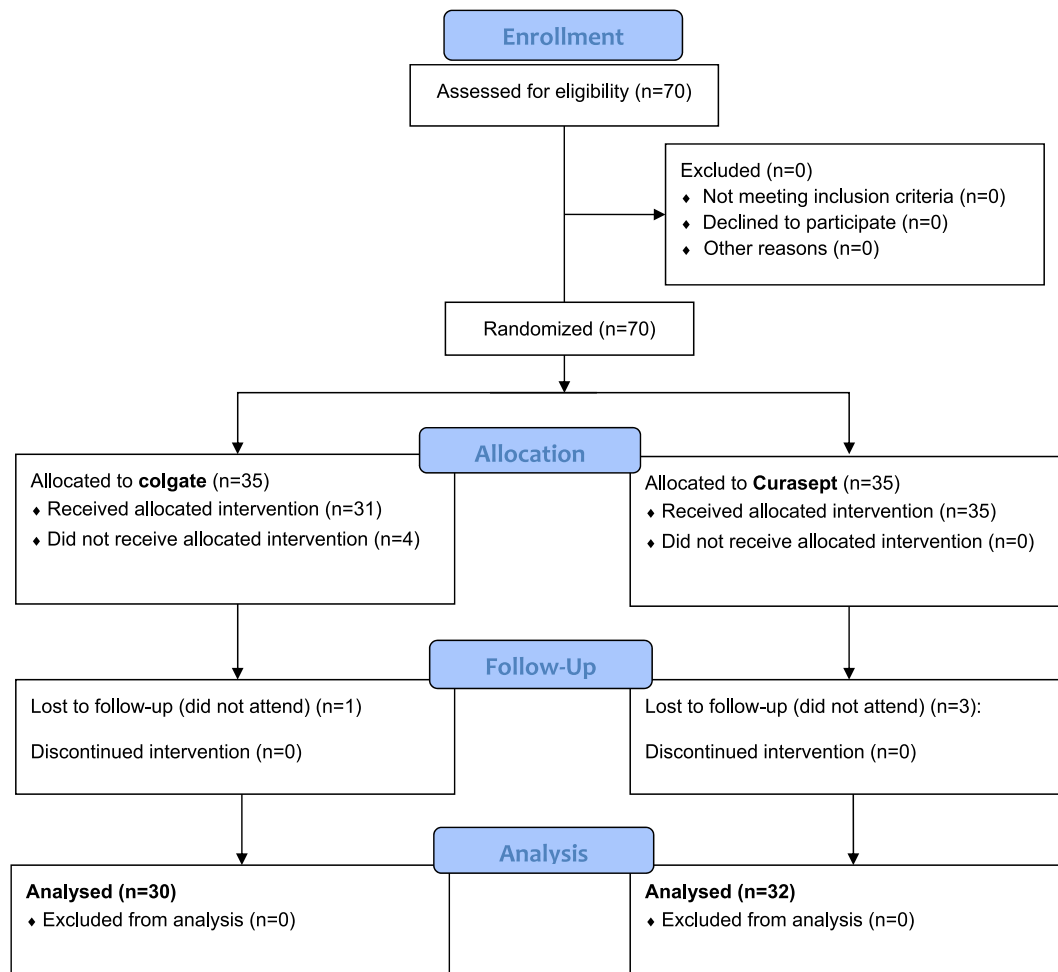 Enrollment
Assessed for eligibility (n=70)
Excluded (n=0)
♦ Not meeting inclusion criteria (n=0)
♦ Declined to participate (n=0)
♦ Other reasons (n=0)
Randomized (n=70)
Allocation
Allocated to colgate (n=35)
♦ Received allocated intervention (n=31)
♦ Did not receive allocated intervention (n=4)
Allocated to Curasept (n=35)
♦ Received allocated intervention (n=35)
♦ Did not receive allocated intervention (n=0)
Follow-Up
Lost to follow-up (did not attend) (n=1)
Discontinued intervention (n=0)
Lost to follow-up (did not attend) (n=3):
Discontinued intervention (n=0)
Analysis
Analysed (n=30)
♦ Excluded from analysis (n=0)
Analysed (n=32)
♦ Excluded from analysis (n=0)